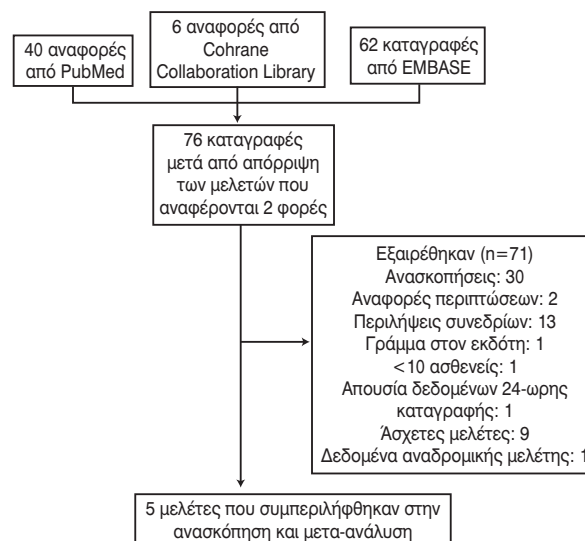 40 αναφορές
από PubMed
6 αναφορές από
Cohrane
Collaboration Library
62 καταγραφές
από EMBASE
76 καταγραφές
μετά από απόρριψη
των μελετών που
αναφέρονται 2 φορές
Εξαιρέθηκαν (n=71)
Ανασκοπήσεις: 30
Αναφορές περιπτώσεων: 2
Περιλήψεις συνεδρίων: 13
Γράμμα στον εκδότη: 1
<10 ασθενείς: 1
Απουσία δεδομένων 24-ωρης
καταγραφής: 1
Άσχετες μελέτες: 9
Δεδομένα αναδρομικής μελέτης: 1
5 μελέτες που συμπεριλήφθηκαν στην
ανασκόπηση και μετα-ανάλυση